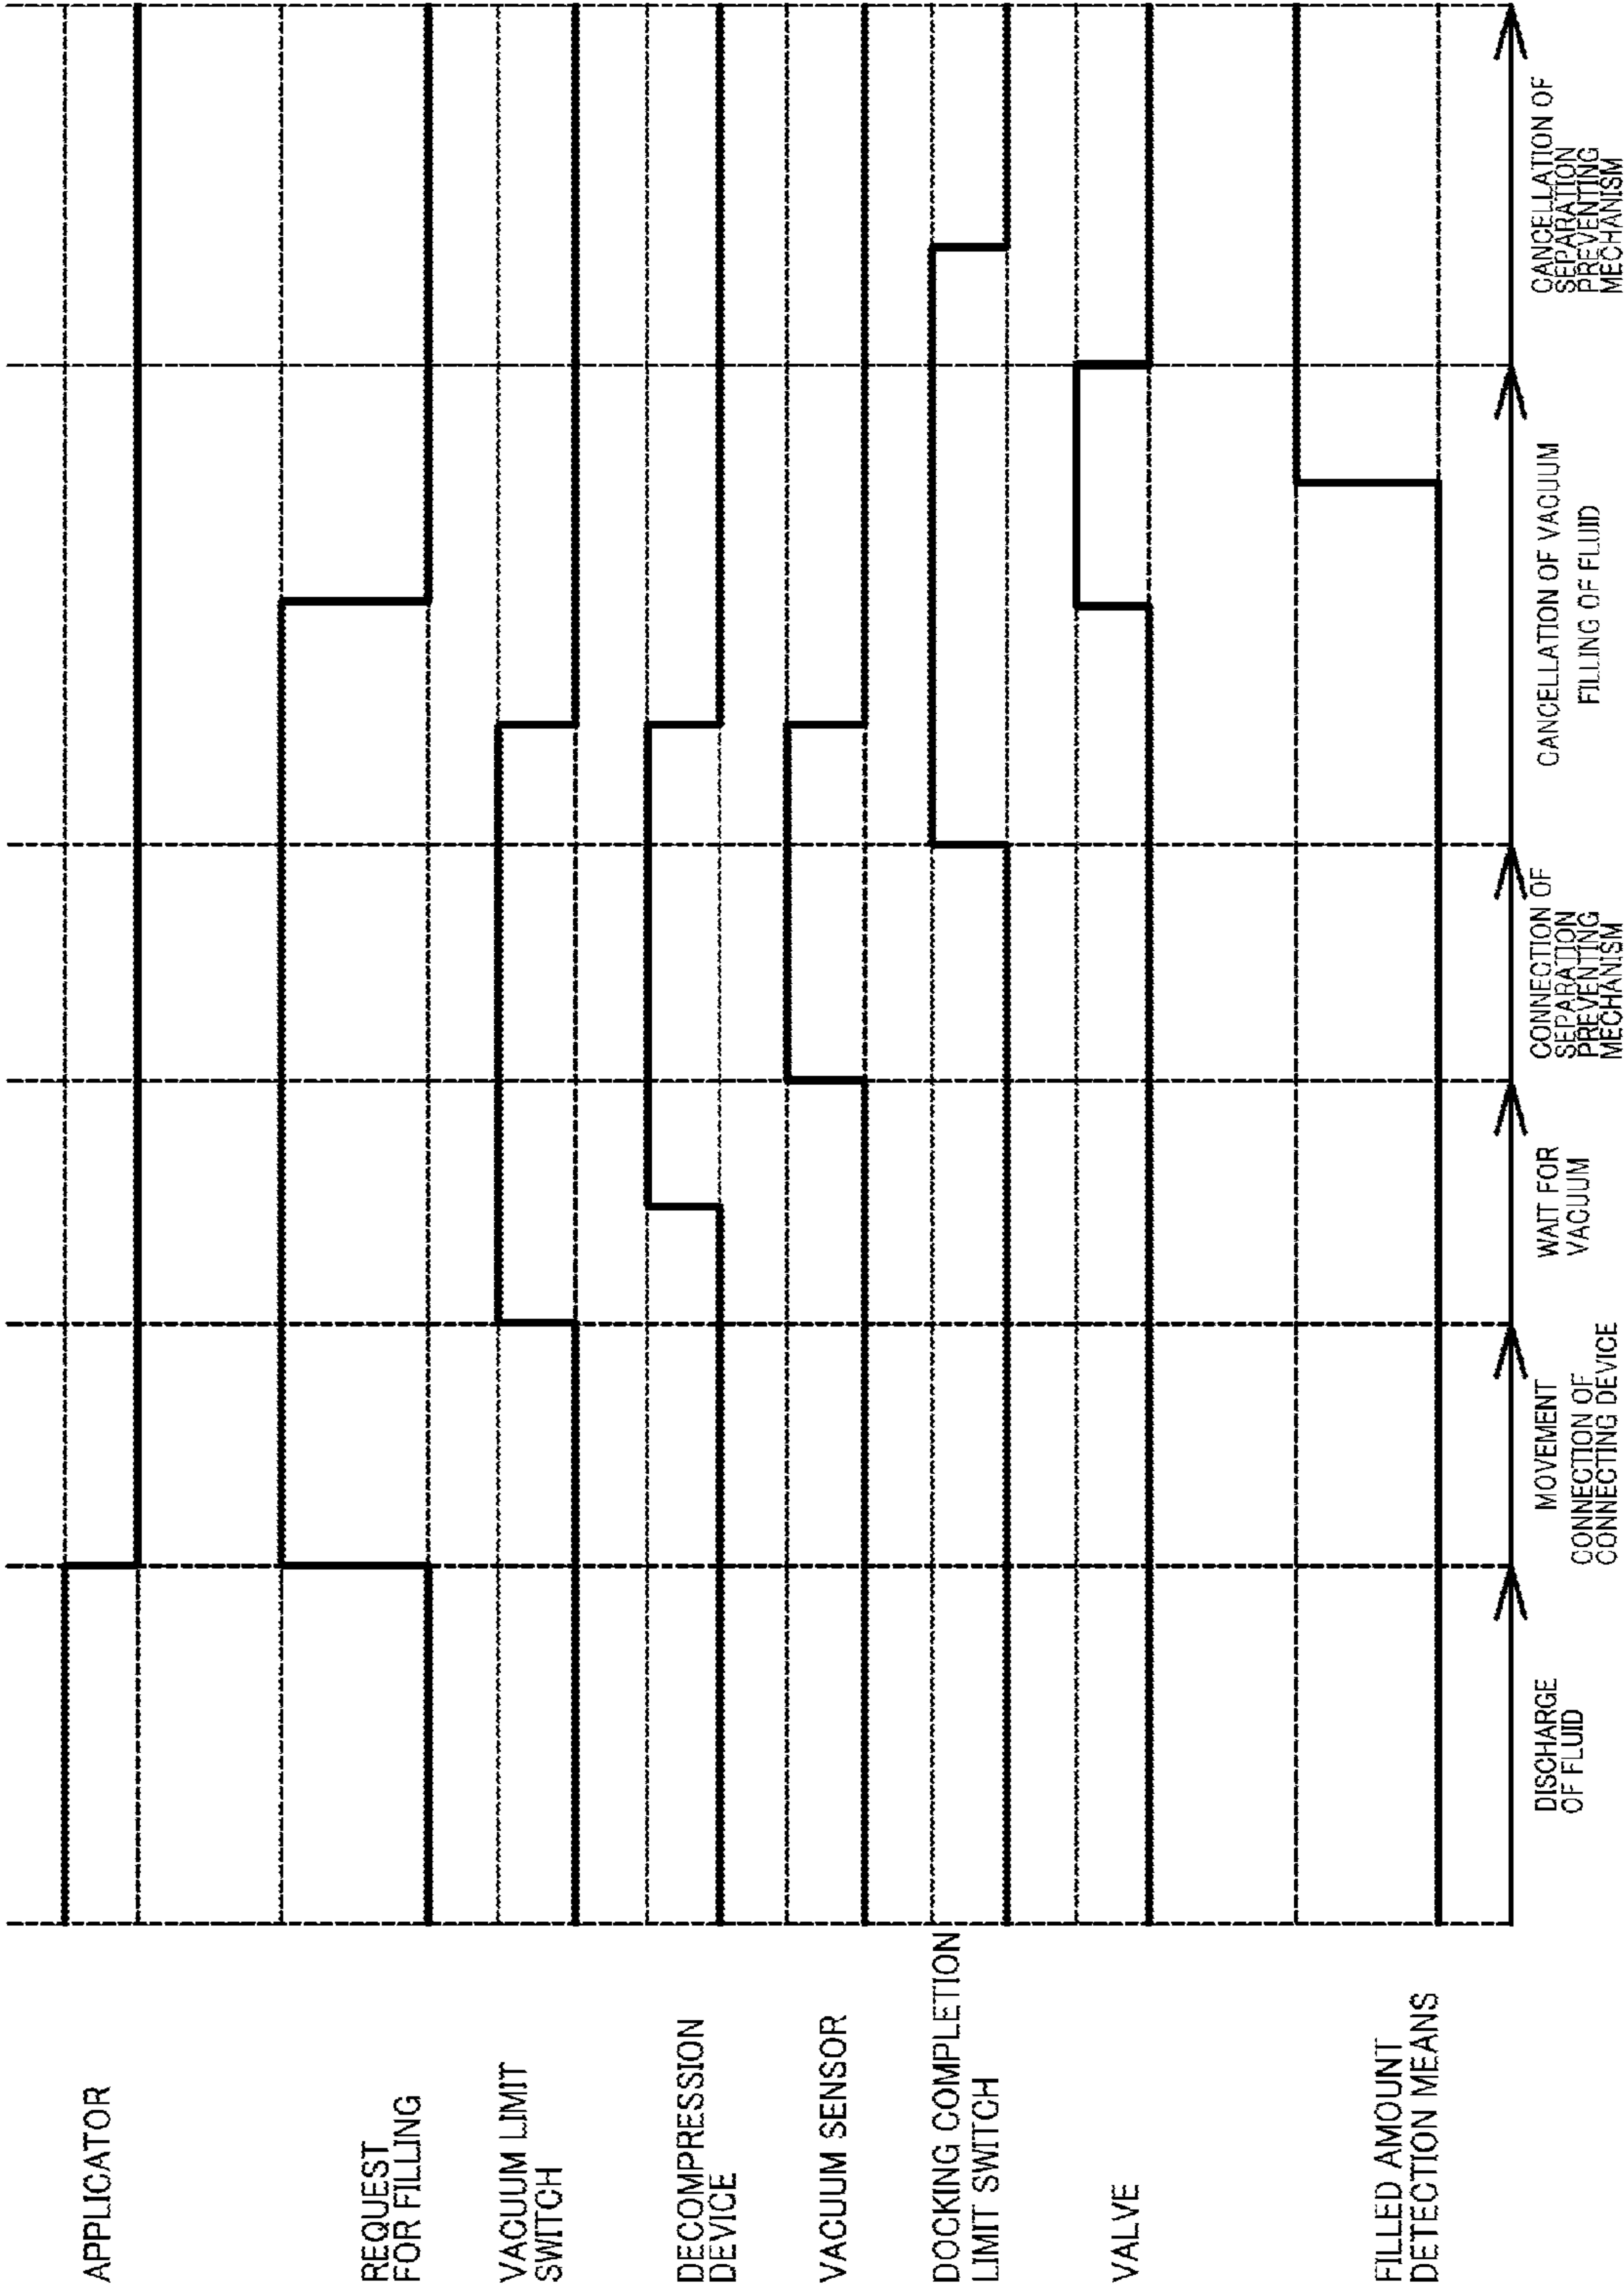 APPLICATOR
REQUEST
FOR FILLING
VACUUM LIMIT
SWITCH
DECOMPRESSION
DEVICE
VACUUM SENSOR
DOCKING COMPLETION
LIMIT SWITCH
VALVE
FILLED AMOUNT
DETECTION MEANS
DISCHARGE
OF FLUID
MOVEMENT
CONNECTION OF
CONNECTING DEVICE
WAIT FOR
VACUUM
CONNECTION OF
SEPARATION
PREVENTING
MECHANISM
CANCELLATION OF VACUUM
FILLING OF FLUID
CANCELLATION OF
SEPARATION
PREVENTING
MECHANISM